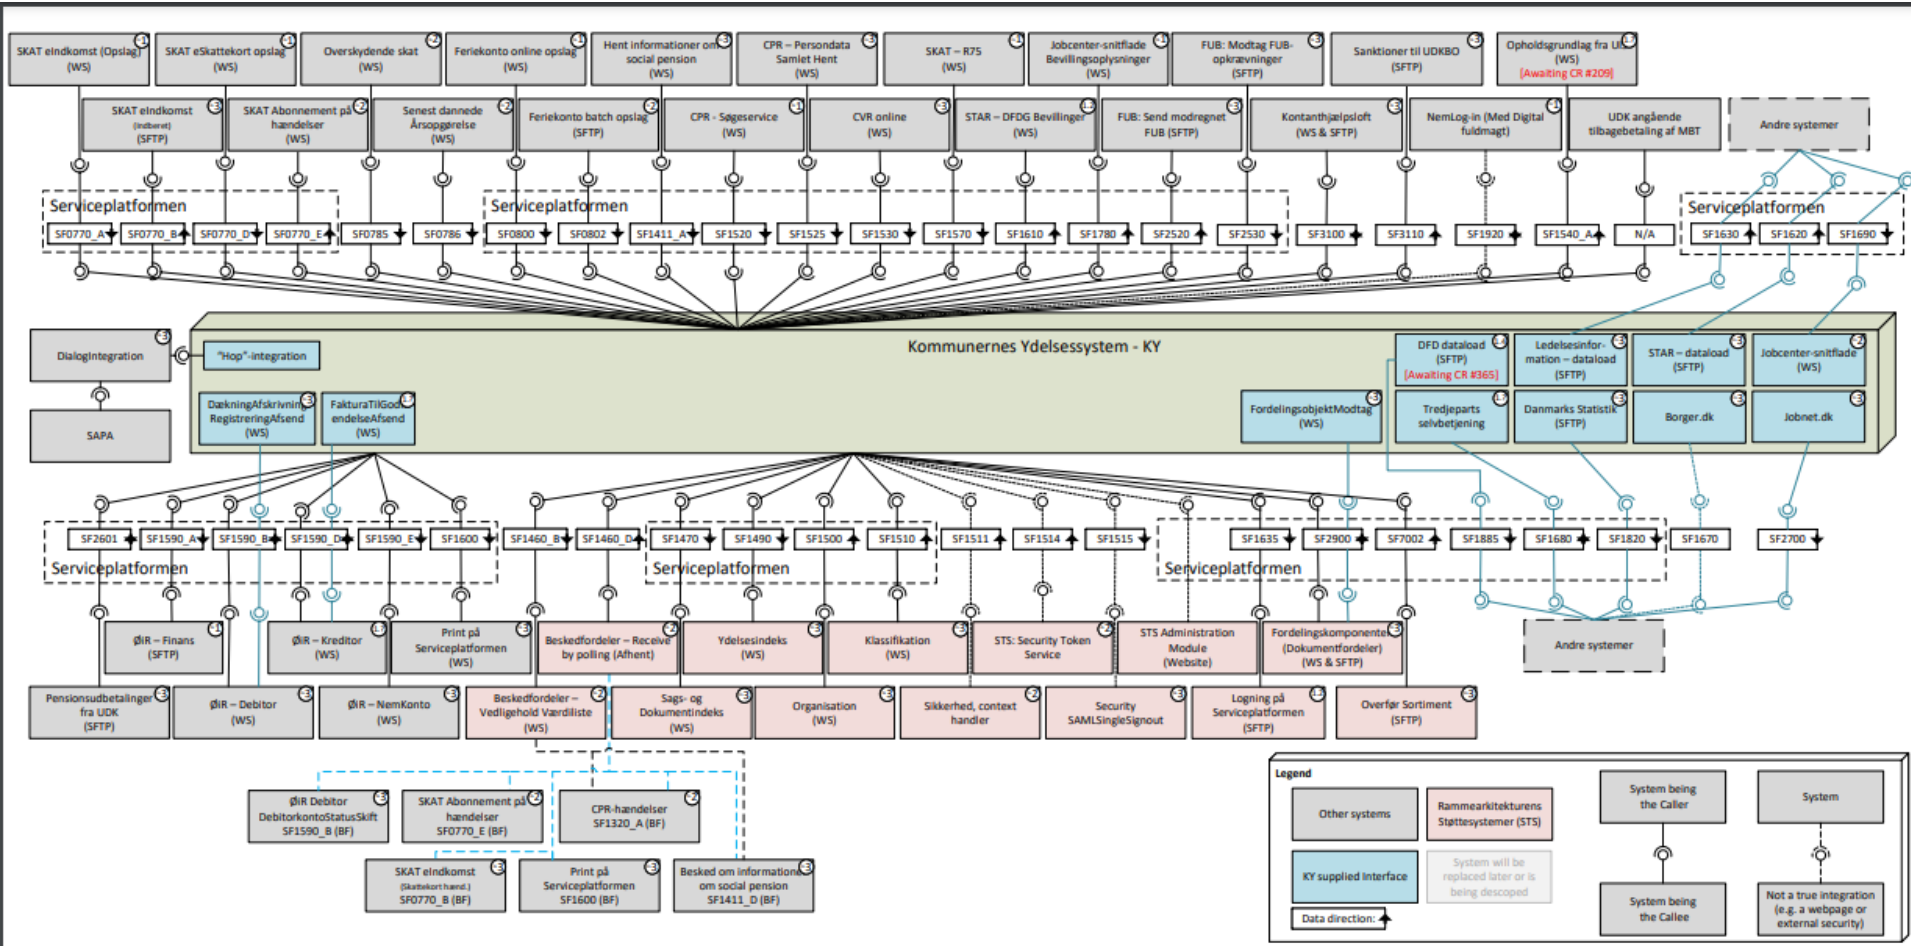 SKAT eIndkomst (Opslag)
(WS)
SKAT eSkattekort opslag
(WS)
Overskydende skat
(WS)
Feriekonto online opslag
(WS)
Hent informationer om
social pension
(WS)
CPR – Persondata
Samlet Hent
(WS)
SKAT – R75
(WS)
Jobcenter-snitflade
Bevillingsoplysninger
(WS)
FUB: Modtag FUB-
opkrævninger
(SFTP)
Sanktioner til UDKBO
(SFTP)
Opholdsgrundlag fra
(WS)
[Awaiting CR #209]
SKAT eIndkomst
(Indberet)
(SFTP)
SKAT Abonnement på
hændelser
(WS)
Senest dannede
Årsopgørelse
(WS)
Feriekonto batch opslag
(SFTP)
CPR - Søgeservice
(WS)
CVR online
(WS)
STAR – DFDG Bevillinger
(WS)
FUB: Send modregnet
FUB (SFTP)
Kontanthjælpsloft
(WS & SFTP)
NemLog-in (Med Digital
fuldmagt)
UDK angående
tilbagebetaling af MBT
Andre systemer
Serviceplatformen
Serviceplatformen
Serviceplatformen
SF0770_A
SF0770_B
SF0770_D
SF0770_E
SF0785
SF0786
SF0800
SF0802
SF1411_A
SF1520
SF1525
SF1530
SF1570
SF1610
SF1780
SF2520
SF2530
SF3100
SF3110
SF1920
SF1540_A
N/A
SF1630
SF1620
SF1690
Kommunernes Ydelsessystem - KY
DialogIntegration
SAPA
"Hop"-integration
DækningAfskrivning
RegistreringAfsend
(WS)
FakturaTilGodk
endelseAfsend
(WS)
FordelingsobjektModtag
(WS)
DFD dataload
(SFTP)
[Awaiting CR #365]
Ledelsesinfor-
mation – dataload
(SFTP)
STAR – dataload
(SFTP)
Jobcenter-snitflade
(WS)
Tredjeparts
selvbetjening
Danmarks Statistik
(SFTP)
Borger.dk
Jobnet.dk
SF2601
SF1590_A
SF1590_B
SF1590_D
SF1590_E
SF1600
SF1460_B
SF1460_D
SF1470
SF1490
SF1500
SF1510
SF1511
SF1514
SF1515
SF1635
SF2900
SF7002
SF1885
SF1680
SF1820
SF1670
SF2700
Serviceplatformen
Serviceplatformen
Serviceplatformen
ØiR – Finans
(SFTP)
ØiR – Kreditor
(WS)
Print på
Serviceplatformen
(WS)
Beskedfordeler – Receive
by polling (Afhent)
Ydelsesindeks
(WS)
Klassifikation
(WS)
STS: Security Token
Service
STS Administration
Module
(Website)
Fordelingskomponenten
(Dokumentfordeler)
(WS & SFTP)
Andre systemer
Pensionsudbetalinger
fra UDK
(SFTP)
ØiR – Debitor
(WS)
ØiR – NemKonto
(WS)
Beskedfordeler –
Vedligehold Værdiliste
(WS)
Sags- og
Dokumentindeks
(WS)
Organisation
(WS)
Sikkerhed, context
handler
Security
SAMLSingleSignout
Logning på
Serviceplatformen
(SFTP)
Overfør Sortiment
(SFTP)
ØiR Debitor
DebitorkontoStatusSkift
SF1590_B (BF)
SKAT Abonnement på
hændelser
SF0770_E (BF)
CPR-hændelser
SF1320_A (BF)
SKAT eIndkomst
(Skattekort hænd.)
SF0770_B (BF)
Print på
Serviceplatformen
SF1600 (BF)
Besked om informationer
om social pension
SF1411_D (BF)
Legend
Other systems
Rammearkitekturens
Støttesystemer (STS)
System being
the Caller
System
KY supplied Interface
System will be
replaced later or is
being descoped
System being
the Callee
Not a true integration
(e.g. a webpage or
external security)
Data direction: